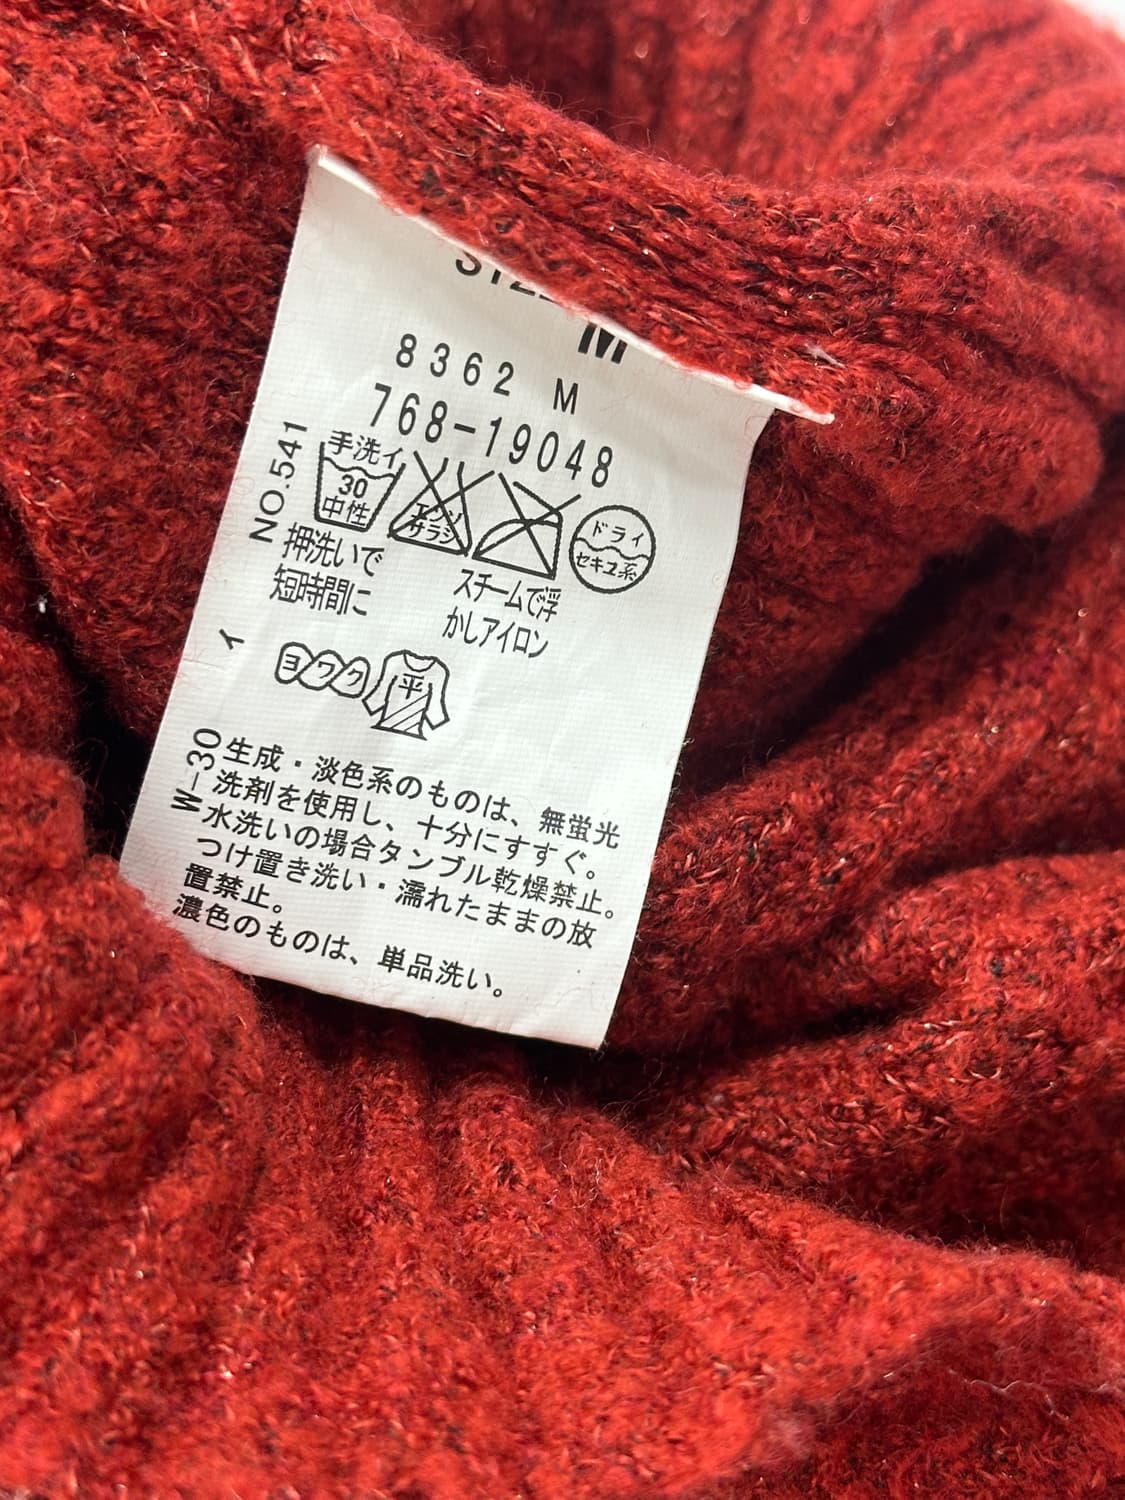 SIZE
M
8362 M
768-19048
NO.541
手洗イ
30
中性
エンソ
サラシ
ドライ
セキユ系
押洗いで
短時間に
スチームで浮
かしアイロン
イ
ヨワク
平
W-30
生成・淡色系のものは、無蛍光
洗剤を使用し、十分にすすぐ。
水洗いの場合タンブル乾燥禁止。
つけ置き洗い・濡れたままの放
置禁止。
濃色のものは、単品洗い。